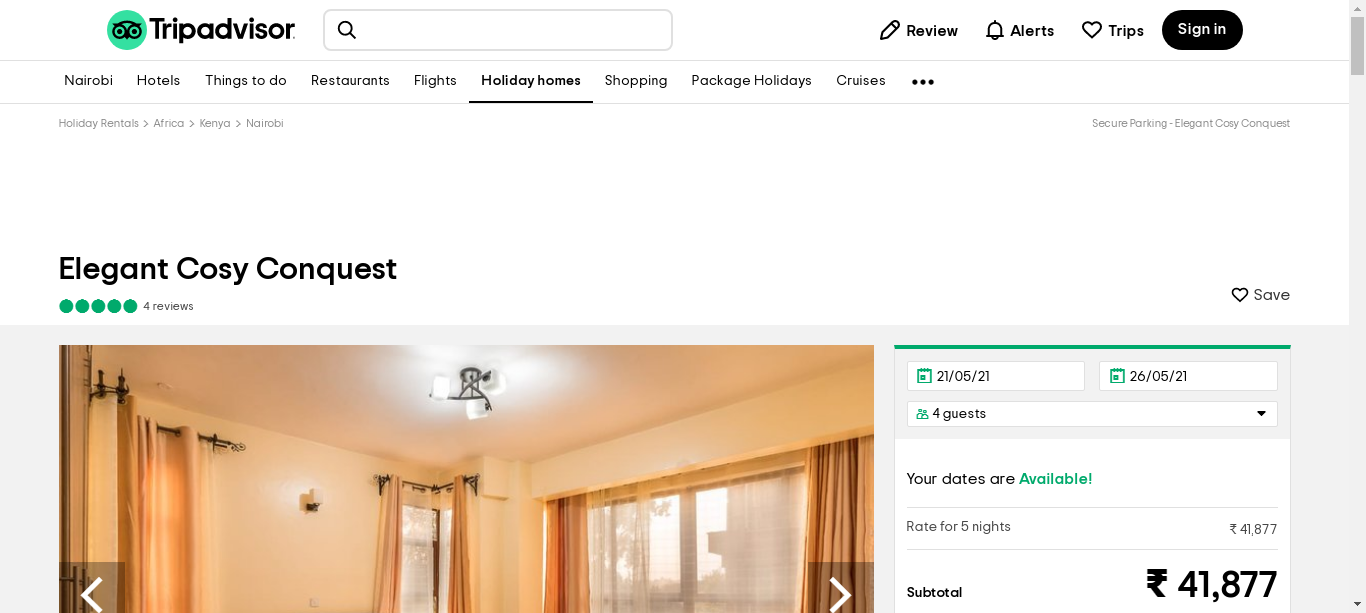 Tripadvisor
Review
Alerts
Trips
Sign in
Nairobi
Hotels
Things to do
Restaurants
Flights
Holiday homes
Shopping
Package Holidays
Cruises
Holiday Rentals > Africa > Kenya > Nairobi
Secure Parking - Elegant Cosy Conquest
Elegant Cosy Conquest
4 reviews
Save
21/05/21
26/05/21
4 guests
Your dates are Available!
Rate for 5 nights
₹ 41,877
Subtotal
₹ 41,877